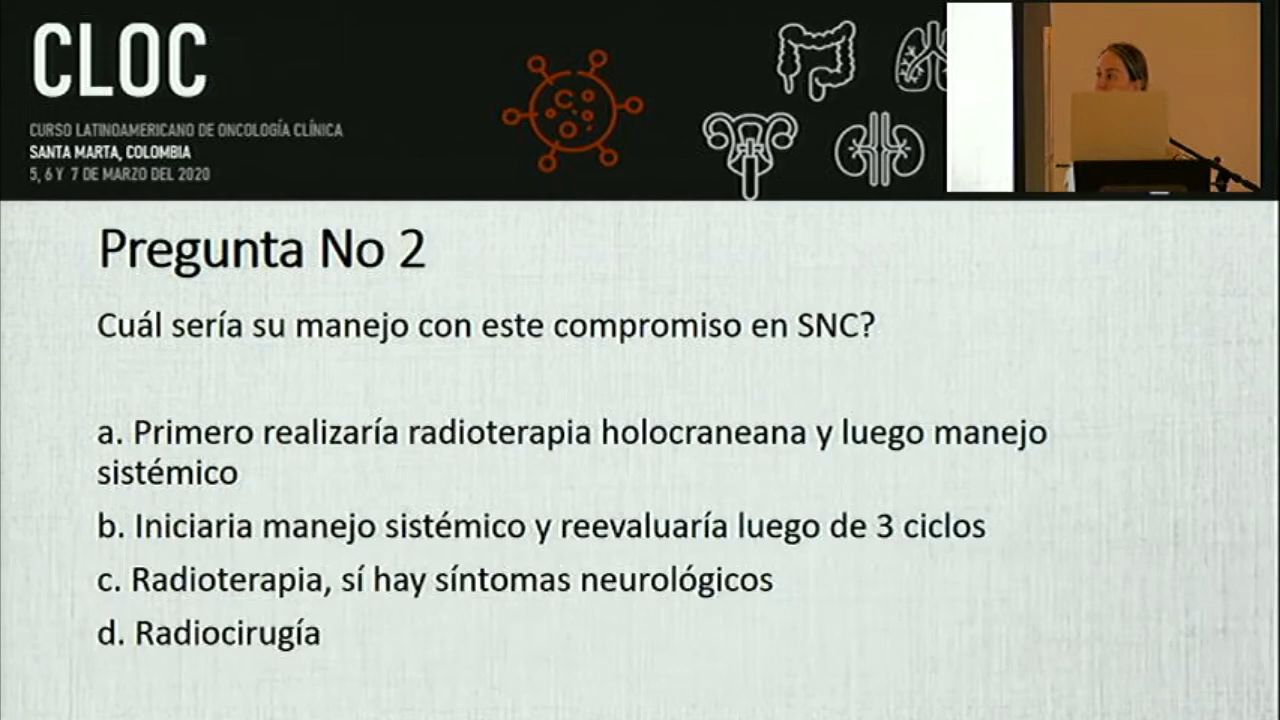 CLOC
CURSO LATINOAMERICANO DE ONCOLOGÍA CLÍNICA
SANTA MARTA, COLOMBIA
5, 6 Y 7 DE MARZO DEL 2020
Pregunta No 2
Cuál sería su manejo con este compromiso en SNC?
a. Primero realizaría radioterapia holocraneana y luego manejo
sistémico
b. Iniciaria manejo sistémico y reevaluaría luego de 3 ciclos
c. Radioterapia, sí hay síntomas neurológicos
d. Radiocirugía